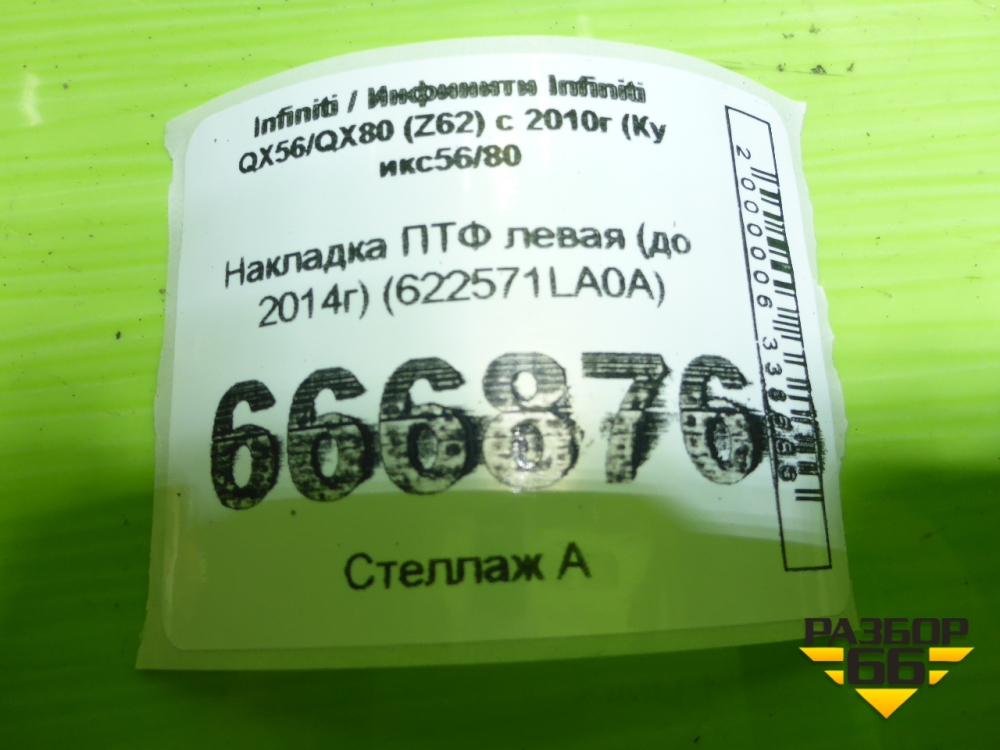 Infiniti / Инфинити Infiniti
QX56/QX80 (Z62) с 2010г (Ку
икс56/80
Накладка ПТФ левая (до
2014г) (622571LA0A)
666876
Стеллаж А
РАЗБОР
66